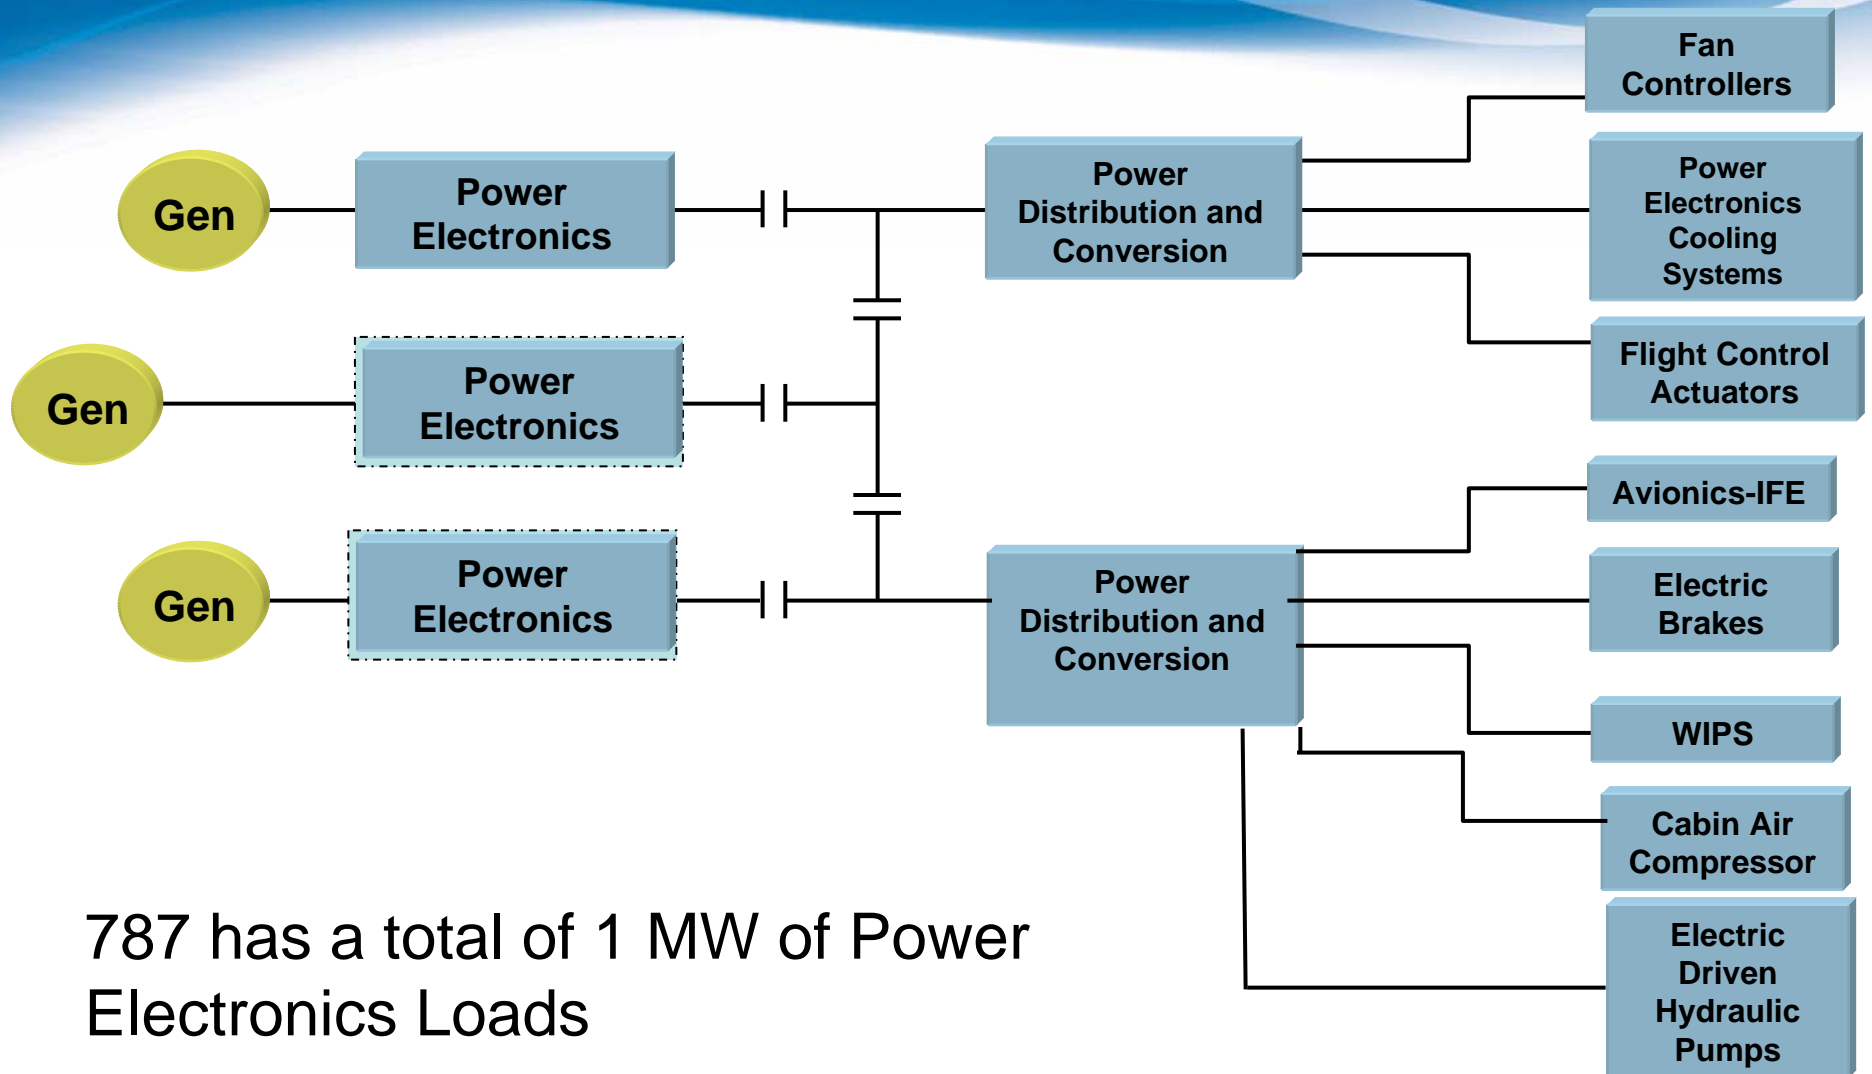 Fan
Controllers
Gen
Power
Electronics
Power
Distribution and
Conversion
Power
Electronics
Cooling
Systems
Gen
Power
Electronics
Flight Control
Actuators
Avionics-IFE
Gen
Power
Electronics
Power
Distribution and
Conversion
Electric
Brakes
WIPS
Cabin Air
Compressor
Electric
Driven
Hydraulic
Pumps
787 has a total of 1 MW of Power
Electronics Loads